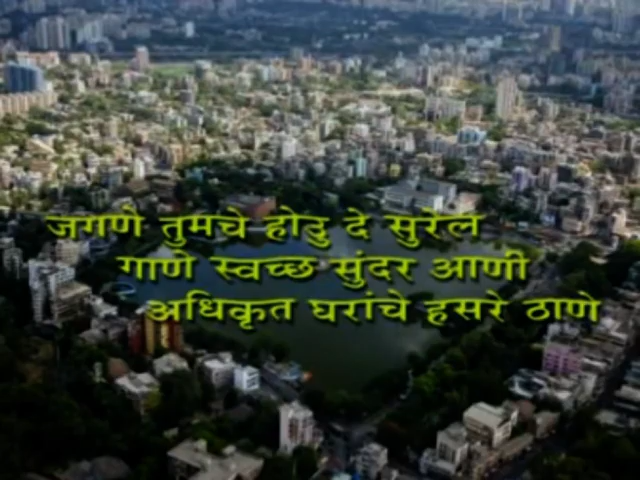 जगणे तुमचे होउ दे सुरेल
गाणे स्वच्छ सुंदर आणी
अधिकृत घरांचे हसरे ठाणे